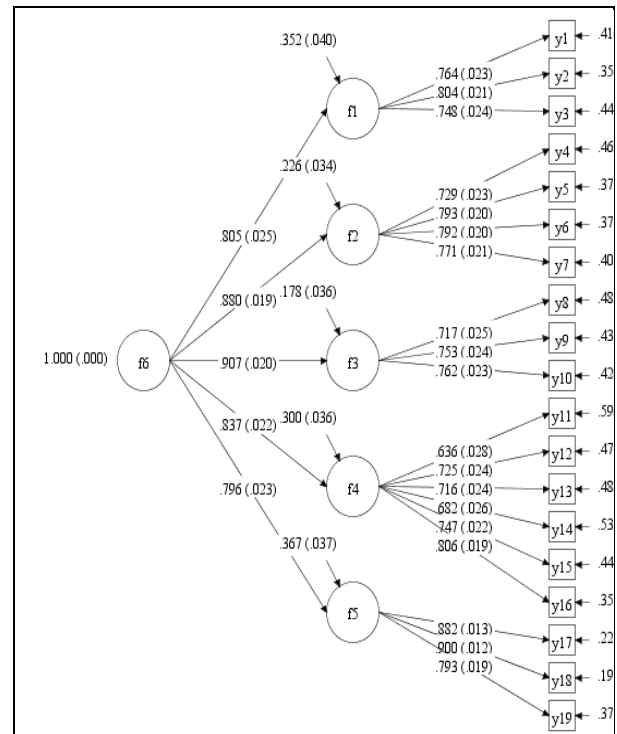 .352 (.040)
y1
.41
.764 (.023)
y2
.35
.804 (.021)
f1
.748 (.024)
y3
.44
y4
.46
.226 (.034)
.729 (.023)
y5
.37
.793 (.020)
f2
.792 (.020)
y6
.37
.805 (.025)
.771 (.021)
y7
.40
.880 (.019)
.178 (.036)
y8
.48
.717 (.025)
y9
.43
1.000 (.000)
f6
.907 (.020)
f3
.753 (.024)
.762 (.023)
y10
.42
y11
.59
.837 (.022)
.300 (.036)
.636 (.028)
y12
.47
.725 (.024)
.796 (.023)
f4
.716 (.024)
y13
.48
.682 (.026)
y14
.53
.747 (.022)
.367 (.037)
.806 (.019)
y15
.44
y16
.35
f5
.882 (.013)
y17
.22
.900 (.012)
y18
.19
.793 (.019)
y19
.37